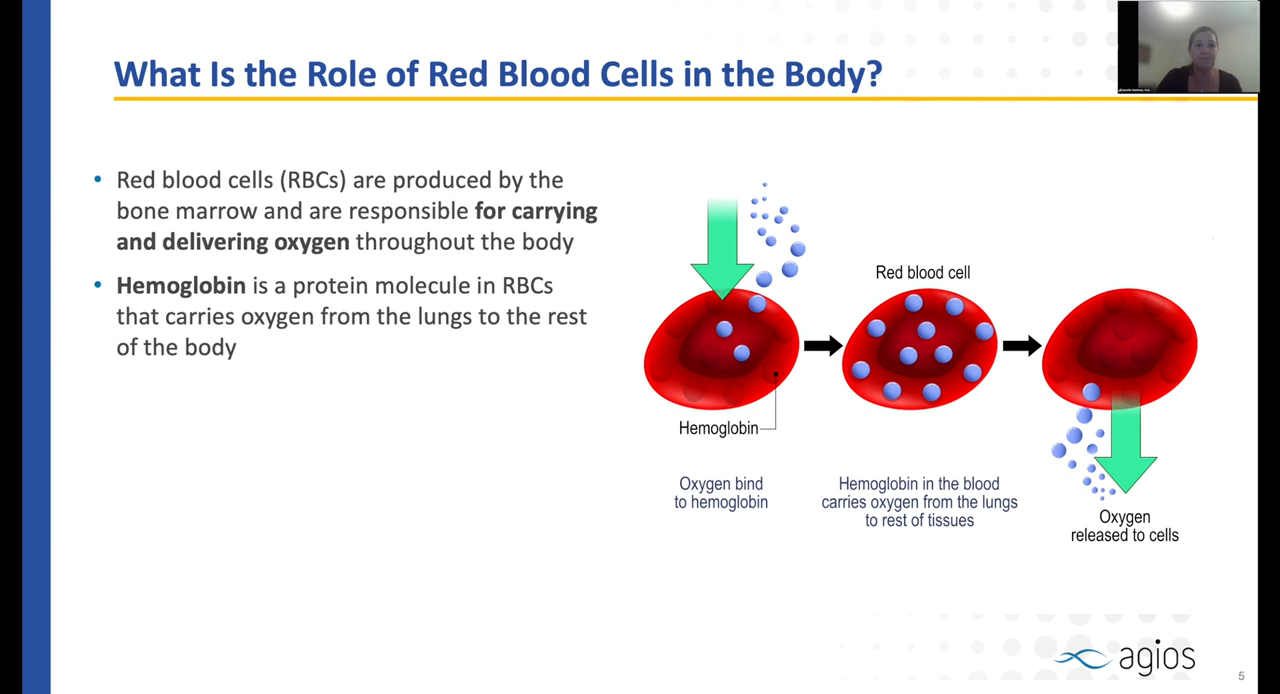 What Is the Role of Red Blood Cells in the Body?
• Red blood cells (RBCs) are produced by the
bone marrow and are responsible for carrying
and delivering oxygen throughout the body
• Hemoglobin is a protein molecule in RBCs
that carries oxygen from the lungs to the rest
of the body
Red blood cell
Hemoglobin
Oxygen bind
to hemoglobin
Hemoglobin in the blood
carries oxygen from the lungs
to rest of tissues
Oxygen
released to cells
agios
5